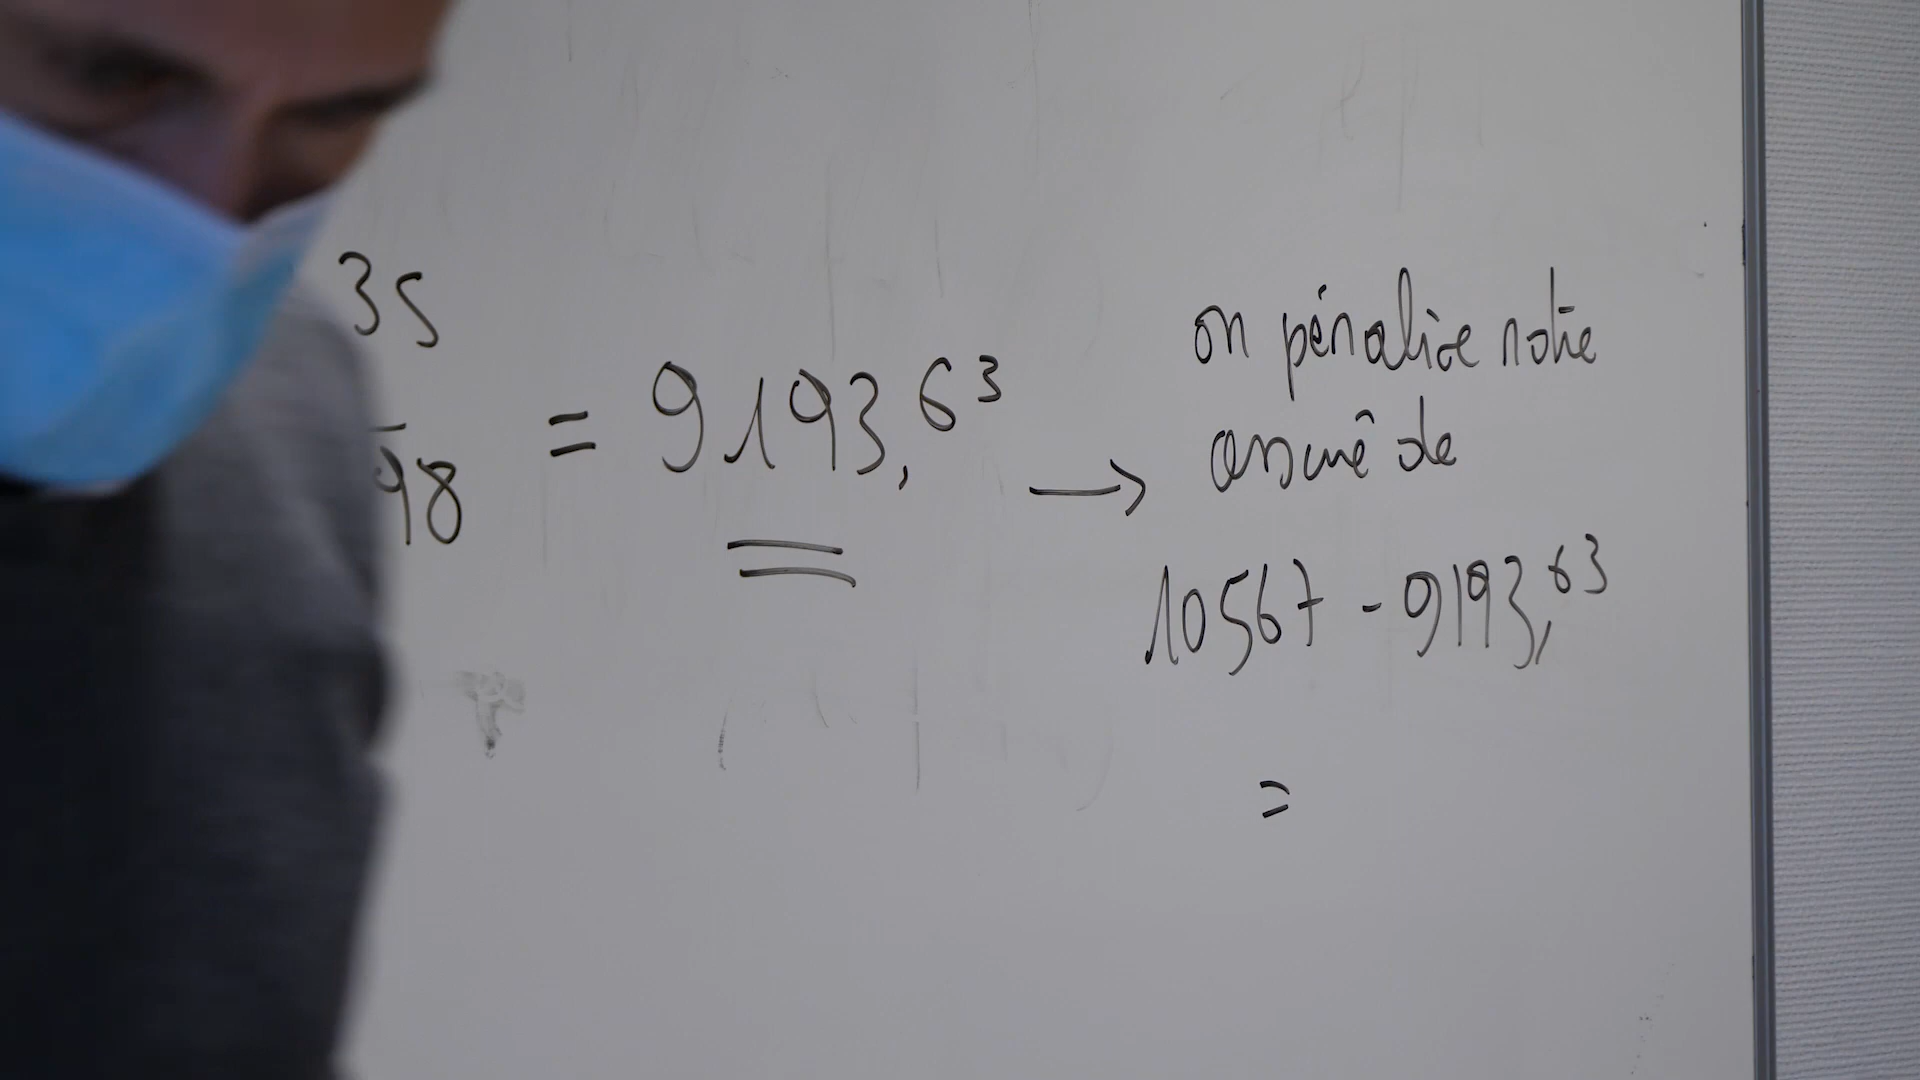 35
98
= 9193,63 →
on pénalise notre
assuré de
10567 - 9193,63
=